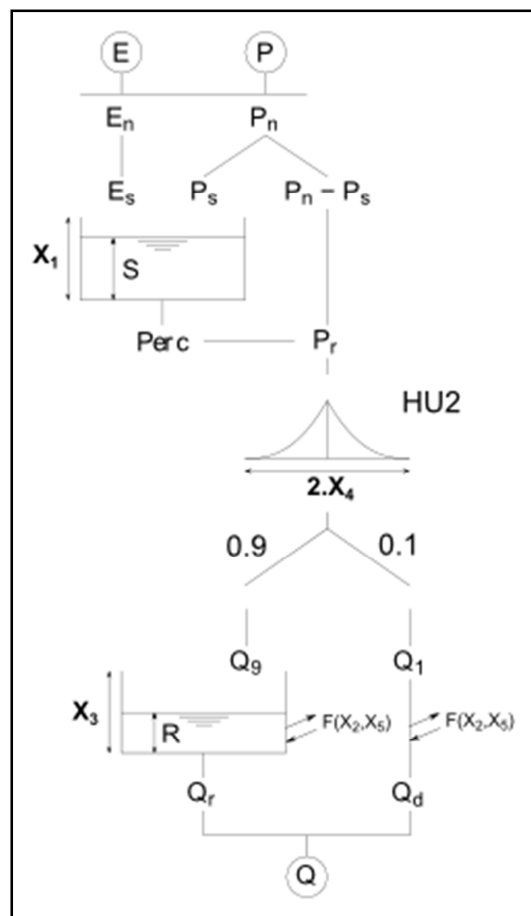 E P
Eₙ Pₙ
Eₛ Pₛ Pₙ − Pₛ
X₁ S
Perc Pᵣ
HU2
2.X₄
0.9 0.1
Q₉ Q₁
X₃ R F(X₂,X₅) F(X₂,X₅)
Qᵣ Q_d
Q